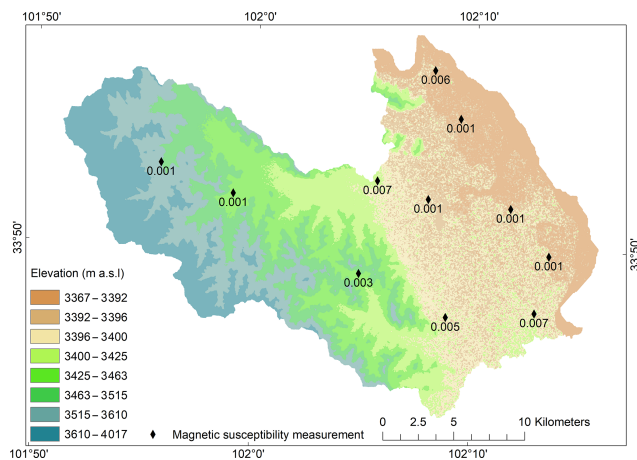 101°50' 102°0' 102°10'
0.006
0.001
0.001
0.007
0.001
0.001
0.001
33°50' 33°50'
0.001
0.003
0.005
0.007
Elevation (m a.s.l)
3367 – 3392
3392 – 3396
3396 – 3400
3400 – 3425
3425 – 3463
3463 – 3515
3515 – 3610
3610 – 4017
Magnetic susceptibility measurement
0 2.5 5 10 Kilometers
101°50' 102°0' 102°10'